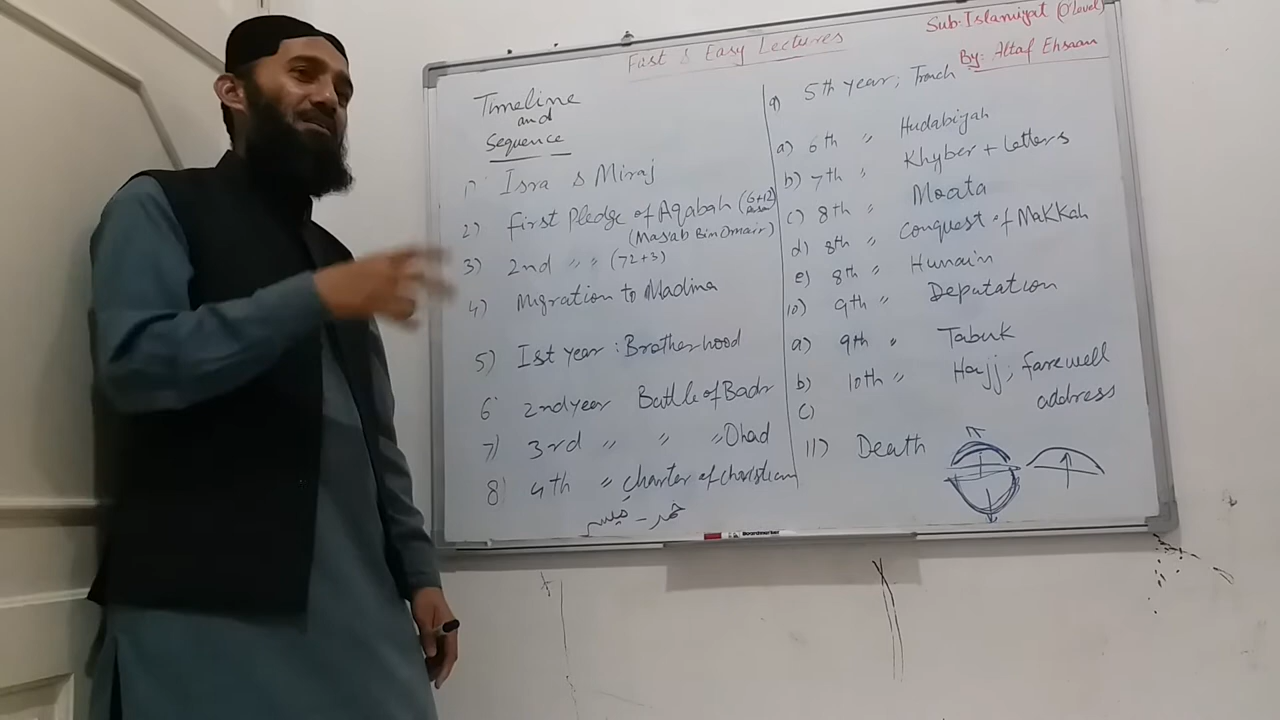 Fast & Easy Lectures
Sub: Islamiyat (O level)
By: Altaf Ehsaan
Timeline
and
Sequence
1) Isra & Miraj
2) First Pledge of Aqabah (6+12
(Masab Bin Omair)
3) 2nd " " (72+3)
4) Migration to Madina
5) Ist year : Brotherhood
6 2nd year Battle of Badr
7) 3rd " " " Ohad
8) 4th " Charter of Christian
خمر - میسر
9) 5th year; Trench
a) 6th " Hudabiyah
b) 7th " Khyber + Letters
c) 8th " Moata
d) 8th " Conquest of Makkah
e) 8th " Hunain
10) 9th " Deputation
a) 9th " Tabuk
b) 10th " Hajj; farewell
address
c)
11) Death
Boardmarker